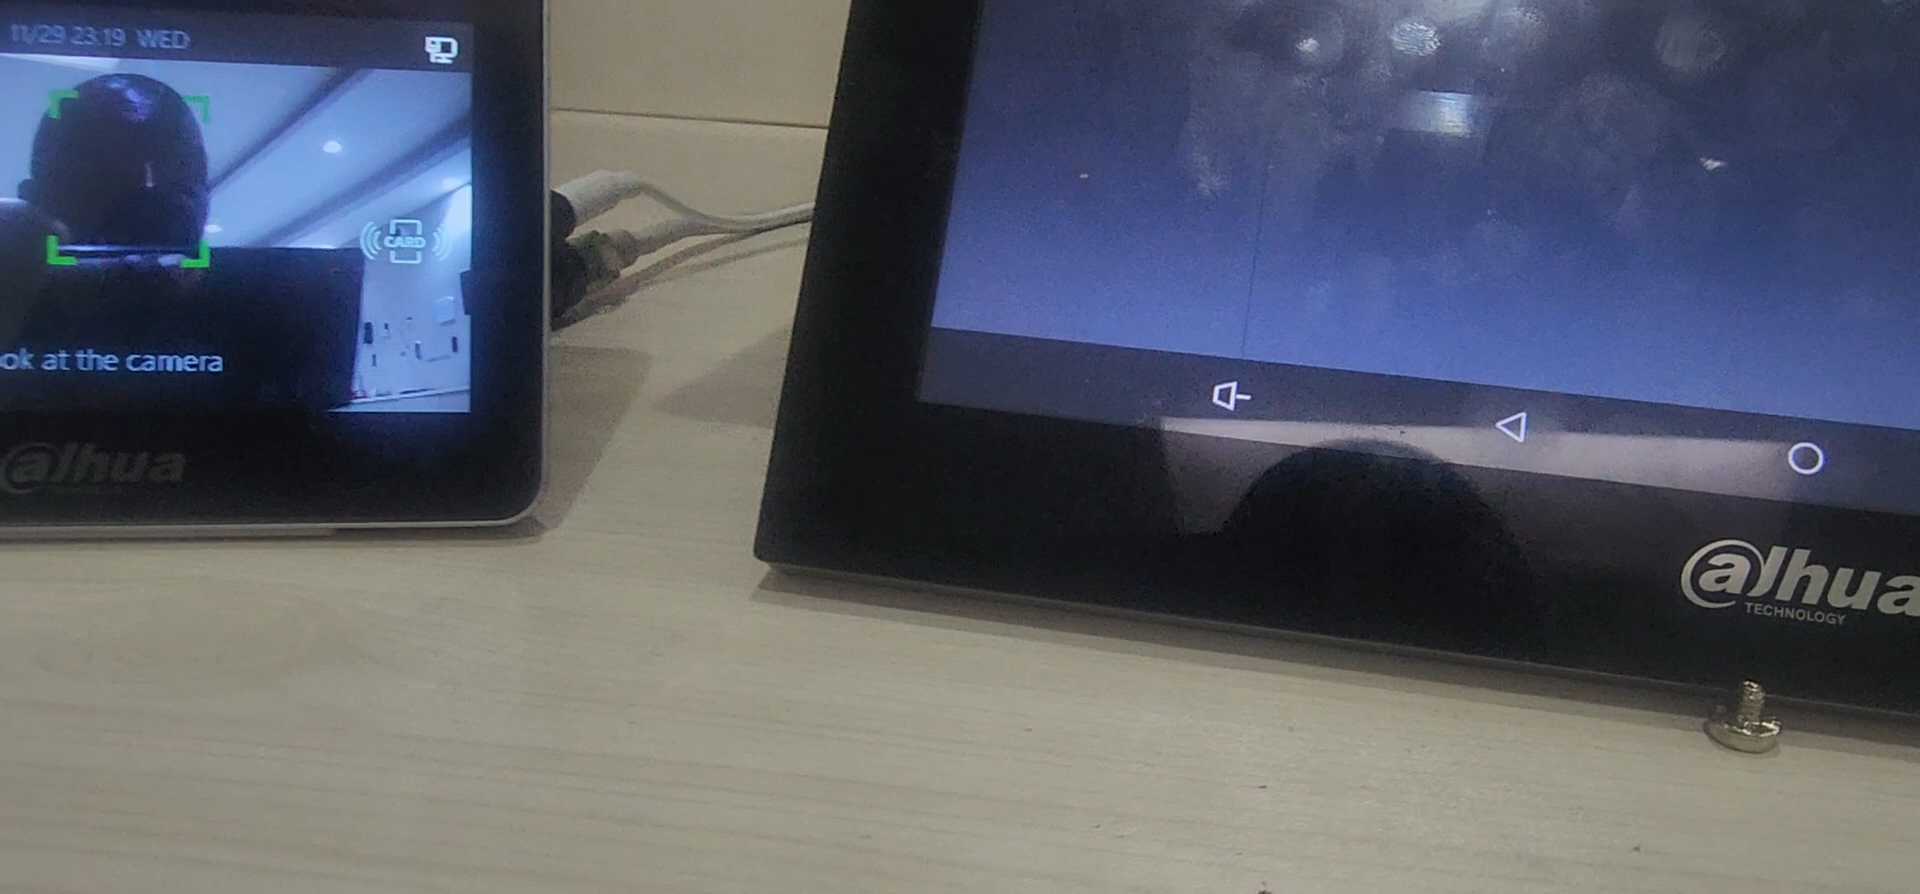 11/29 23:19 WED
CARD
ok at the camera
alhua
alhua
TECHNOLOGY